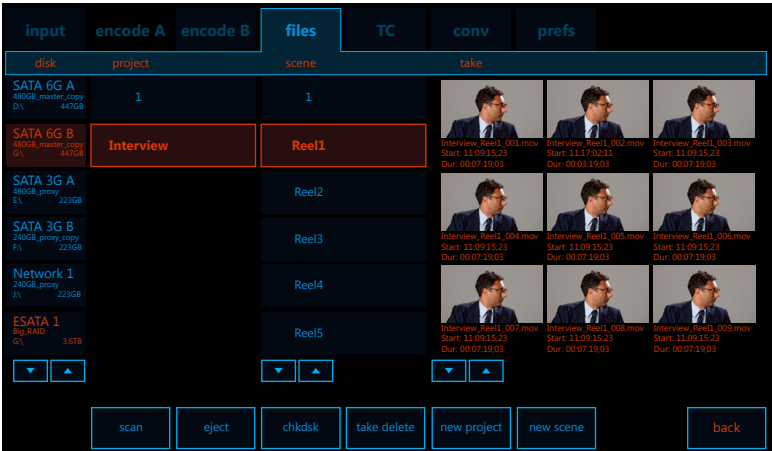 input encode A encode B files TC conv prefs
disk project scene take
SATA 6G A
480GB_master_copy
D:\ 447GB
SATA 6G B
480GB_master_copy
G:\ 447GB
SATA 3G A
480GB_proxy
E:\ 223GB
SATA 3G B
240GB_proxy_copy
F:\ 223GB
Network 1
240GB_proxy
J:\ 223GB
ESATA 1
Big_RAID
G:\ 3.6TB
1
Interview
1
Reel1
Reel2
Reel3
Reel4
Reel5
Interview_Reel1_001.mov
Start: 11:09:15;23
Dur: 00:07:19;03
Interview_Reel1_002.mov
Start: 11:17:02;11
Dur: 00:03:19;03
Interview_Reel1_003.mov
Start: 11:09:15;23
Dur: 00:07:19;03
Interview_Reel1_004.mov
Start: 11:09:15;23
Dur: 00:07:19;03
Interview_Reel1_005.mov
Start: 11:09:15;23
Dur: 00:07:19;03
Interview_Reel1_006.mov
Start: 11:09:15;23
Dur: 00:07:19;03
Interview_Reel1_007.mov
Start: 11:09:15;23
Dur: 00:07:19;03
Interview_Reel1_008.mov
Start: 11:09:15;23
Dur: 00:07:19;03
Interview_Reel1_009.mov
Start: 11:09:15;23
Dur: 00:07:19;03
scan eject chkdsk take delete new project new scene back